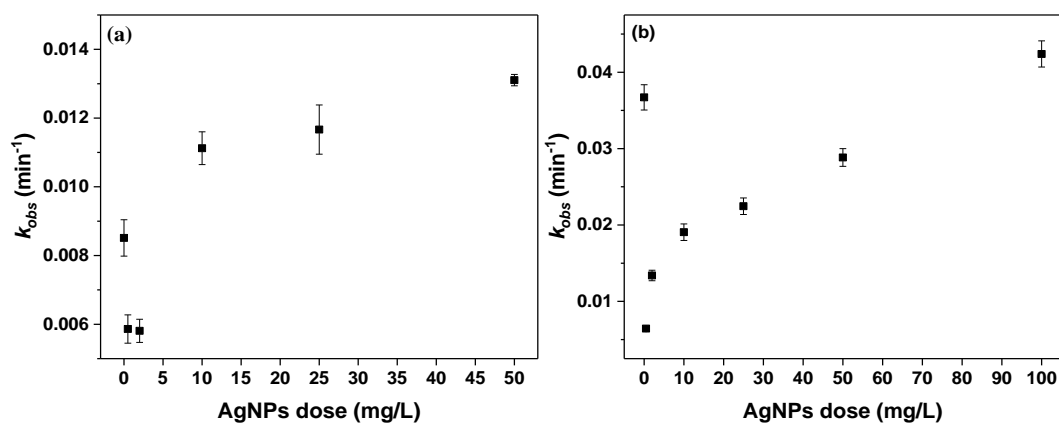 (a)
0.014
0.012
0.010
0.008
0.006
k_obs (min⁻¹)
0 5 10 15 20 25 30 35 40 45 50
AgNPs dose (mg/L)
(b)
0.04
0.03
0.02
0.01
k_obs (min⁻¹)
0 10 20 30 40 50 60 70 80 90 100
AgNPs dose (mg/L)